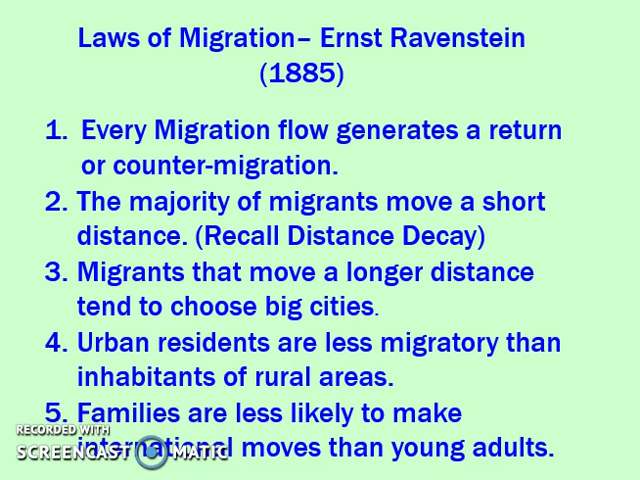 Laws of Migration– Ernst Ravenstein
(1885)
1. Every Migration flow generates a return
or counter-migration.
2. The majority of migrants move a short
distance. (Recall Distance Decay)
3. Migrants that move a longer distance
tend to choose big cities.
4. Urban residents are less migratory than
inhabitants of rural areas.
5. Families are less likely to make
international moves than young adults.
RECORDED WITH
SCREENCAST MATIC